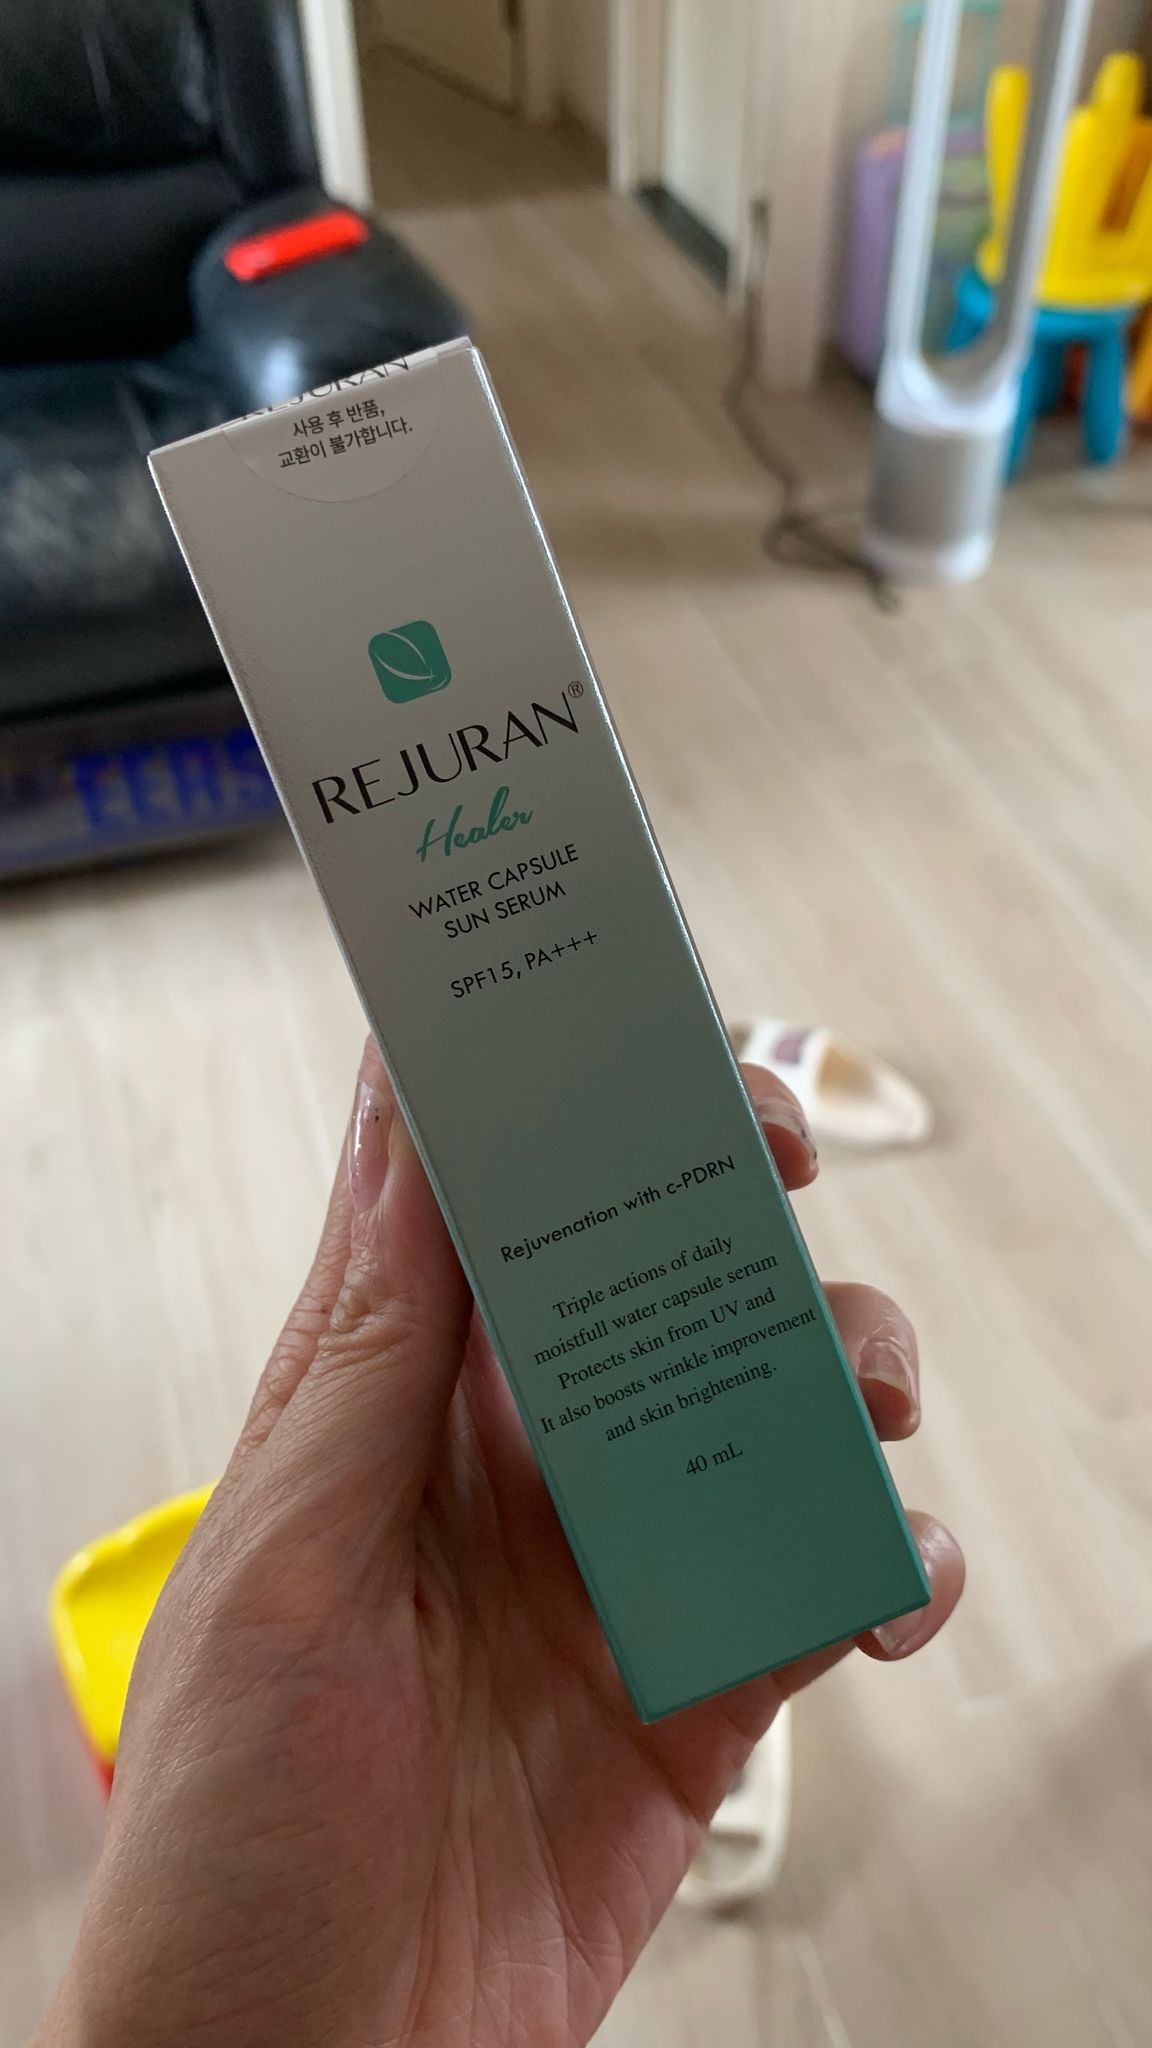 REJURAN
사용 후 반품,
교환이 불가합니다.
REJURAN®
Healer
WATER CAPSULE
SUN SERUM
SPF15, PA+++
Rejuvenation with c-PDRN
Triple actions of daily
moistfull water capsule serum
Protects skin from UV and
It also boosts wrinkle improvement
and skin brightening.
40 mL